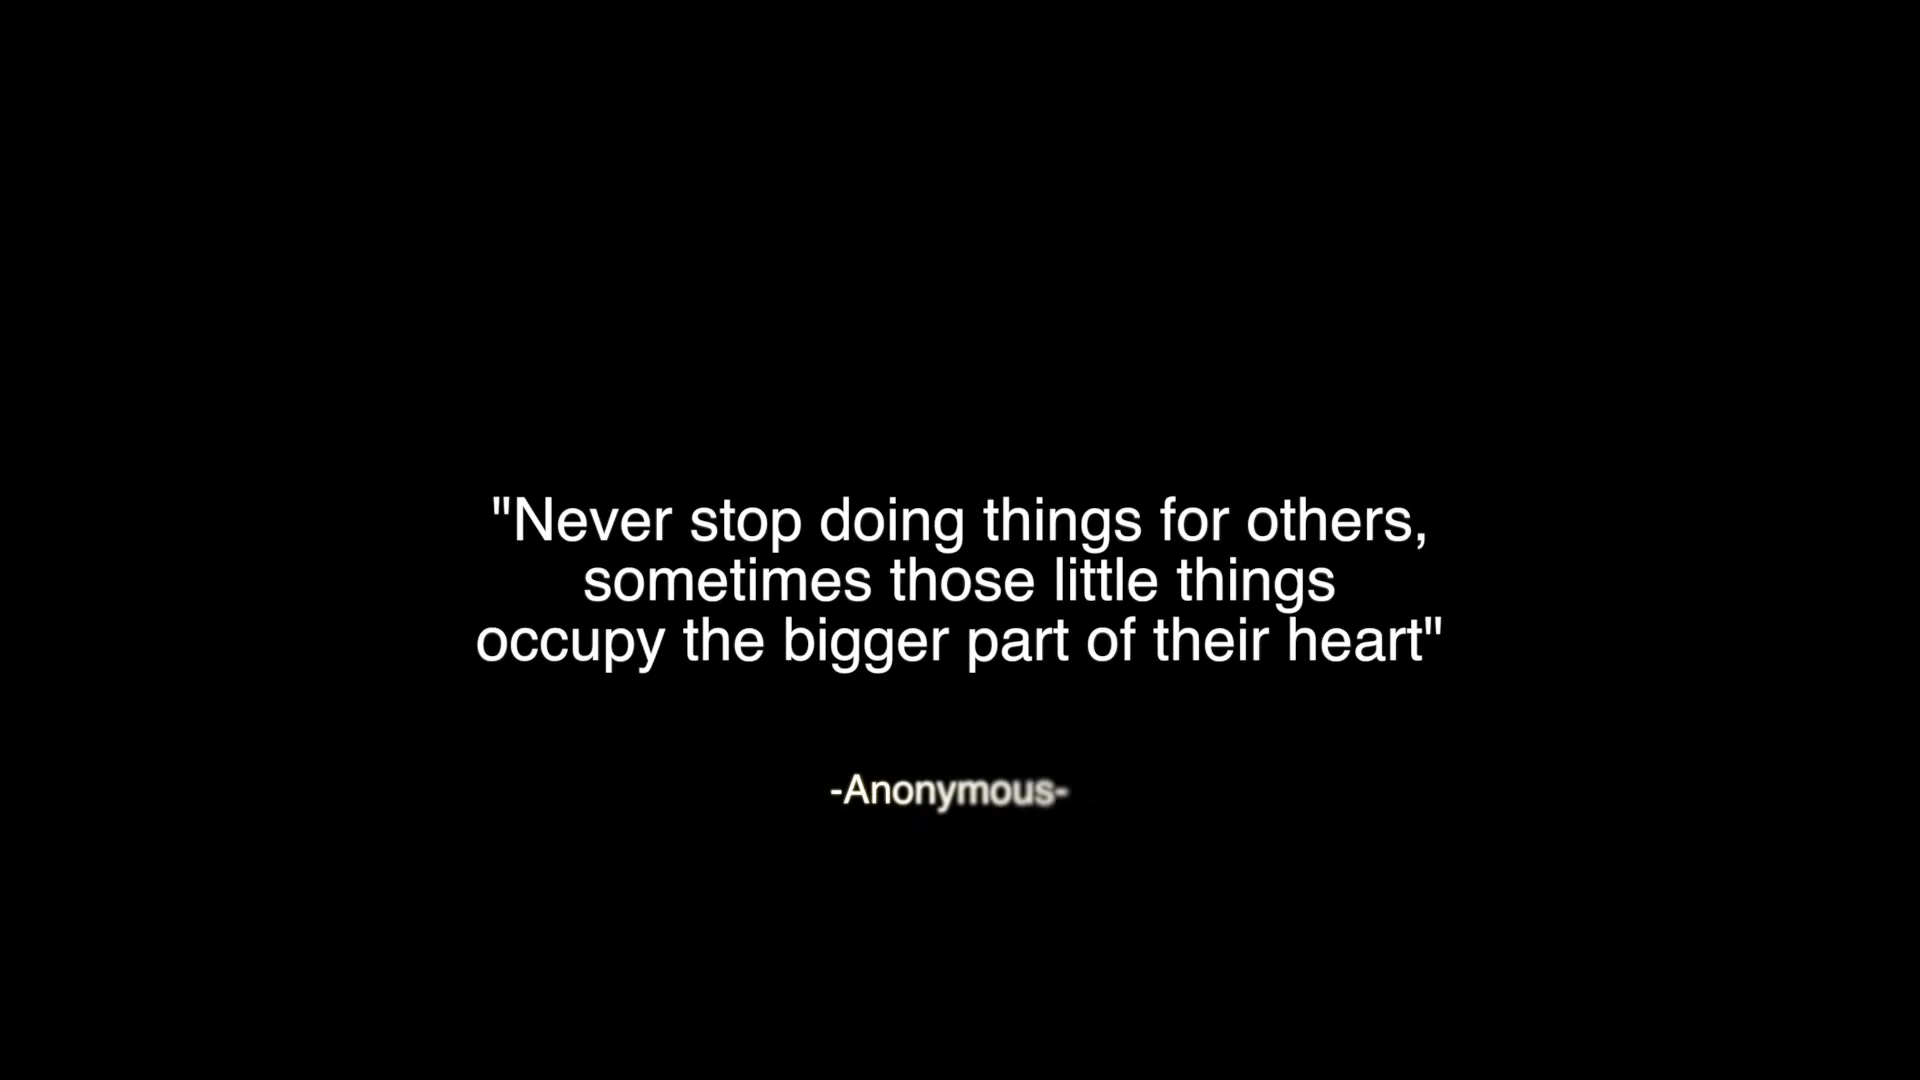 "Never stop doing things for others,
sometimes those little things
occupy the bigger part of their heart"
-Anonymous-